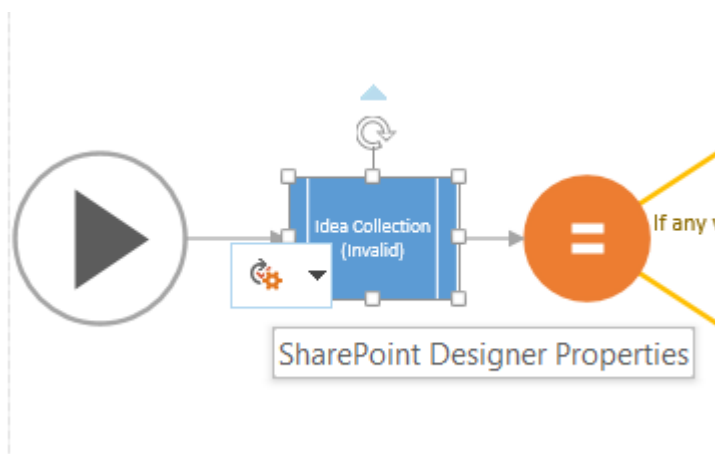 Idea Collection
(Invalid)
If any
SharePoint Designer Properties